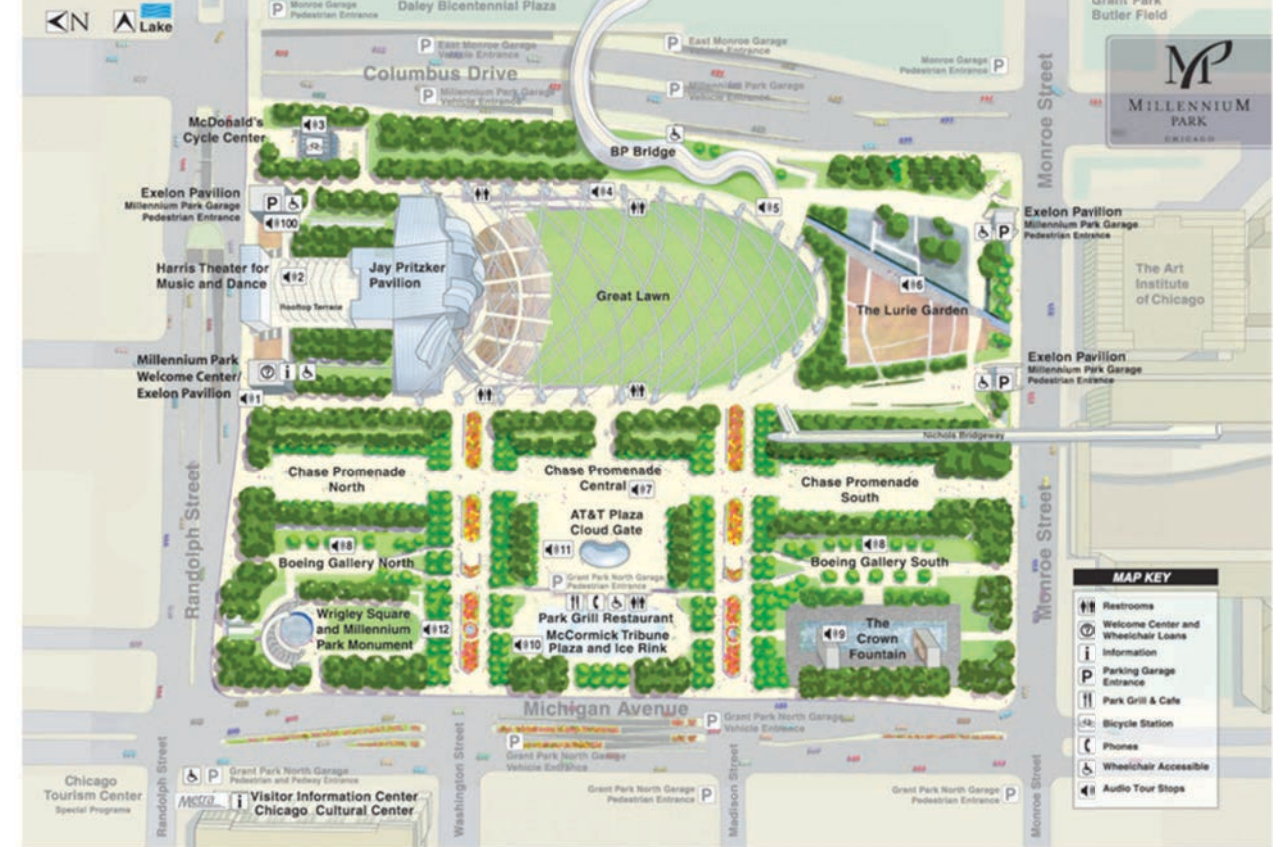 N
Lake
Monroe Garage
Pedestrian Entrance
P
Daley Bicentennial Plaza
Grant Park
Butler Field
P
East Monroe Garage
Vehicle Entrance
P
East Monroe Garage
Vehicle Entrance
Monroe Garage
Pedestrian Entrance
P
Columbus Drive
P
Millennium Park Garage
Vehicle Entrance
P
Millennium Park Garage
Vehicle Entrance
Monroe Street
MP
MILLENNIUM
PARK
CHICAGO
McDonald's
Cycle Center
3
BP Bridge
Exelon Pavilion
Millennium Park Garage
Pedestrian Entrance
P
100
4
5
Exelon Pavilion
Millennium Park Garage
Pedestrian Entrance
P
Harris Theater for
Music and Dance
2
Rooftop Terrace
Jay Pritzker
Pavilion
Great Lawn
6
The Lurie Garden
The Art
Institute
of Chicago
Millennium Park
Welcome Center/
Exelon Pavilion
?
i
1
Exelon Pavilion
Millennium Park Garage
Pedestrian Entrance
P
Nichols Bridgeway
Chase Promenade
North
Chase Promenade
Central
7
Chase Promenade
South
Randolph Street
AT&T Plaza
Cloud Gate
11
8
Boeing Gallery North
8
Boeing Gallery South
Monroe Street
P
Grant Park North Garage
Pedestrian Entrance
Wrigley Square
and Millennium
Park Monument
12
Park Grill Restaurant
McCormick Tribune
Plaza and Ice Rink
10
9
The
Crown
Fountain
MAP KEY
Restrooms
? Welcome Center and
Wheelchair Loans
i Information
P Parking Garage
Entrance
Park Grill & Cafe
Bicycle Station
Phones
Wheelchair Accessible
Audio Tour Stops
Michigan Avenue
P
Grant Park North Garage
Vehicle Entrance
P
Grant Park North Garage
Vehicle Entrance
Chicago
Tourism Center
Special Programs
Randolph Street
P
Grant Park North Garage
Pedestrian and Pedway Entrance
Metra
i
Visitor Information Center
Chicago Cultural Center
Washington Street
Grant Park North Garage
Pedestrian Entrance
P
Madison Street
Grant Park North Garage
Pedestrian Entrance
P
Monroe Street